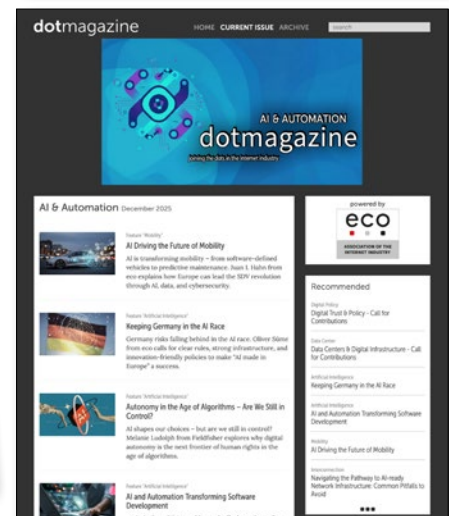 dotmagazine
HOME CURRENT ISSUE ARCHIVE
search
AI & AUTOMATION
dotmagazine
joining the dots in the internet industry
AI & Automation December 2025
Feature "Mobility"
AI Driving the Future of Mobility
AI is transforming mobility – from software-defined
vehicles to predictive maintenance. Juan I. Hahn from
eco explains how Europe can lead the SDV revolution
through AI, data, and cybersecurity.
Feature "Artificial Intelligence"
Keeping Germany in the AI Race
Germany risks falling behind in the AI race. Oliver Süme
from eco calls for clear rules, strong infrastructure, and
innovation-friendly policies to make "AI made in
Europe" a success.
Feature "Artificial Intelligence"
Autonomy in the Age of Algorithms – Are We Still in
Control?
AI shapes our choices – but are we still in control?
Melanie Ludolph from Fieldfisher explores why digital
autonomy is the next frontier of human rights in the
age of algorithms.
Feature "Artificial Intelligence"
AI and Automation Transforming Software
Development
powered by
eco
ASSOCIATION OF THE
INTERNET INDUSTRY
Recommended
Digital Policy
Digital Trust & Policy - Call for
Contributions
Data Center
Data Centers & Digital Infrastructure - Call
for Contributions
Artificial Intelligence
Keeping Germany in the AI Race
Artificial Intelligence
AI and Automation Transforming Software
Development
Mobility
AI Driving the Future of Mobility
Interconnection
Navigating the Pathway to AI-ready
Network Infrastructure: Common Pitfalls to
Avoid